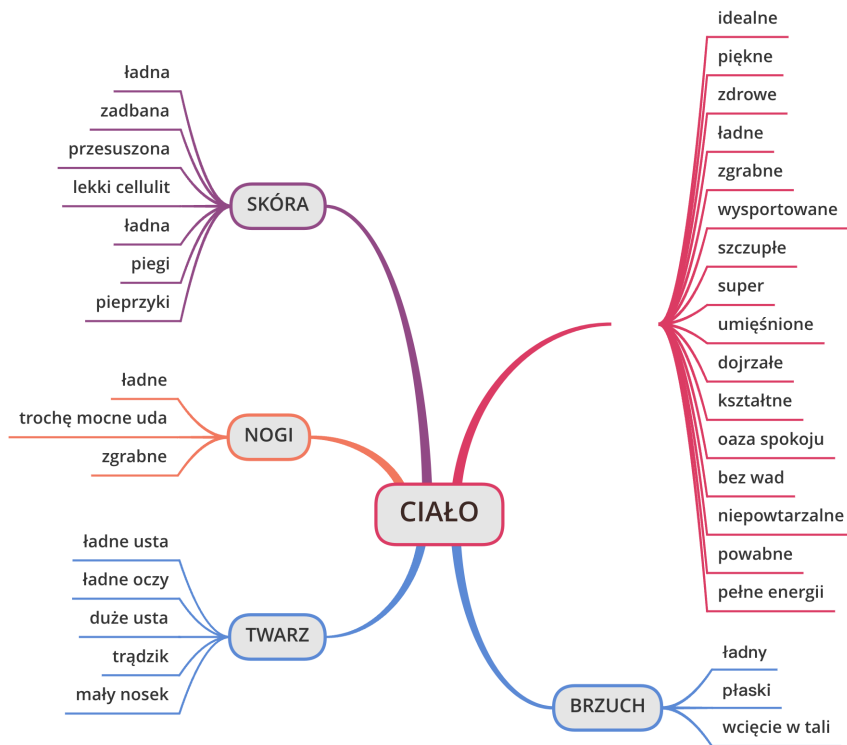 CIAŁO
SKÓRA
ładna
zadbana
przesuszona
lekki cellulit
ładna
piegi
pieprzyki
NOGI
ładne
trochę mocne uda
zgrabne
TWARZ
ładne usta
ładne oczy
duże usta
trądzik
mały nosek
idealne
piękne
zdrowe
ładne
zgrabne
wysportowane
szczupłe
super
umięśnione
dojrzałe
kształtne
oaza spokoju
bez wad
niepowtarzalne
powabne
pełne energii
BRZUCH
ładny
płaski
wcięcie w tali